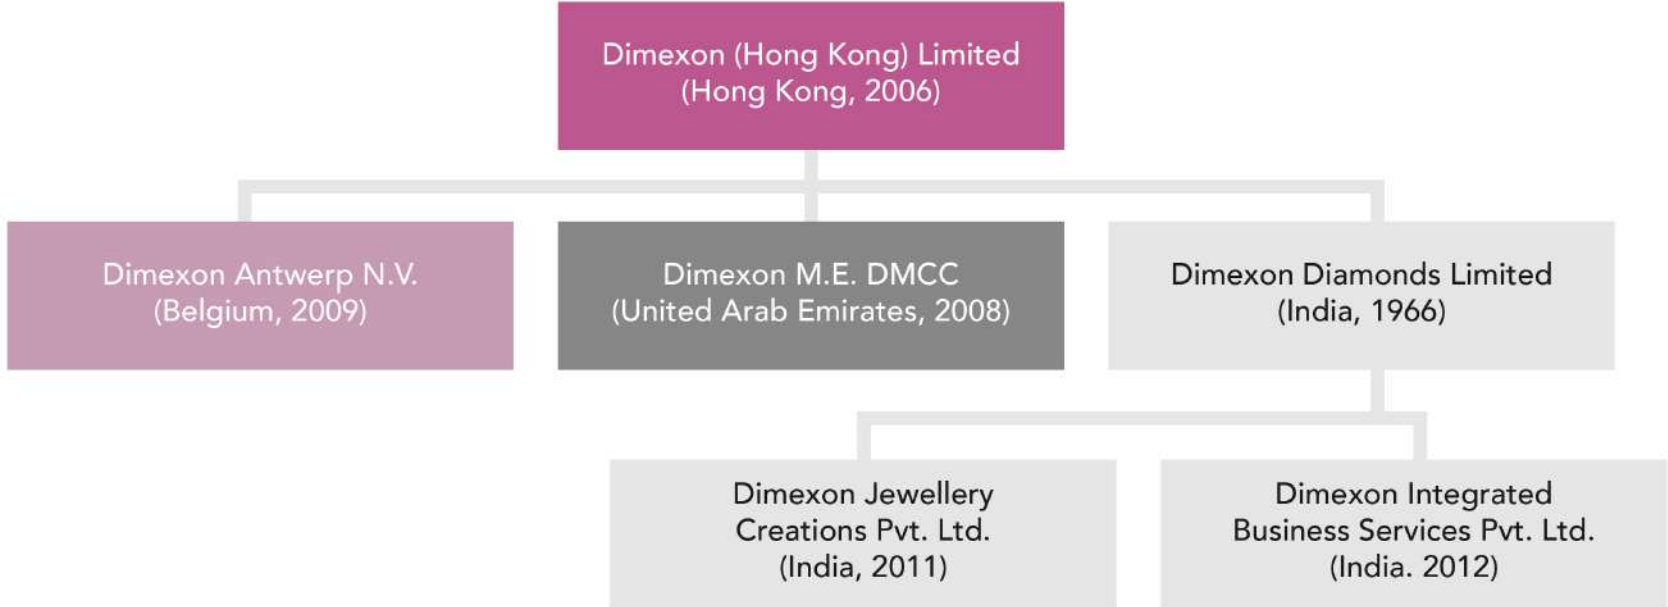 Dimexon (Hong Kong) Limited
(Hong Kong, 2006)
Dimexon Antwerp N.V.
(Belgium, 2009)
Dimexon M.E. DMCC
(United Arab Emirates, 2008)
Dimexon Diamonds Limited
(India, 1966)
Dimexon Jewellery
Creations Pvt. Ltd.
(India, 2011)
Dimexon Integrated
Business Services Pvt. Ltd.
(India. 2012)